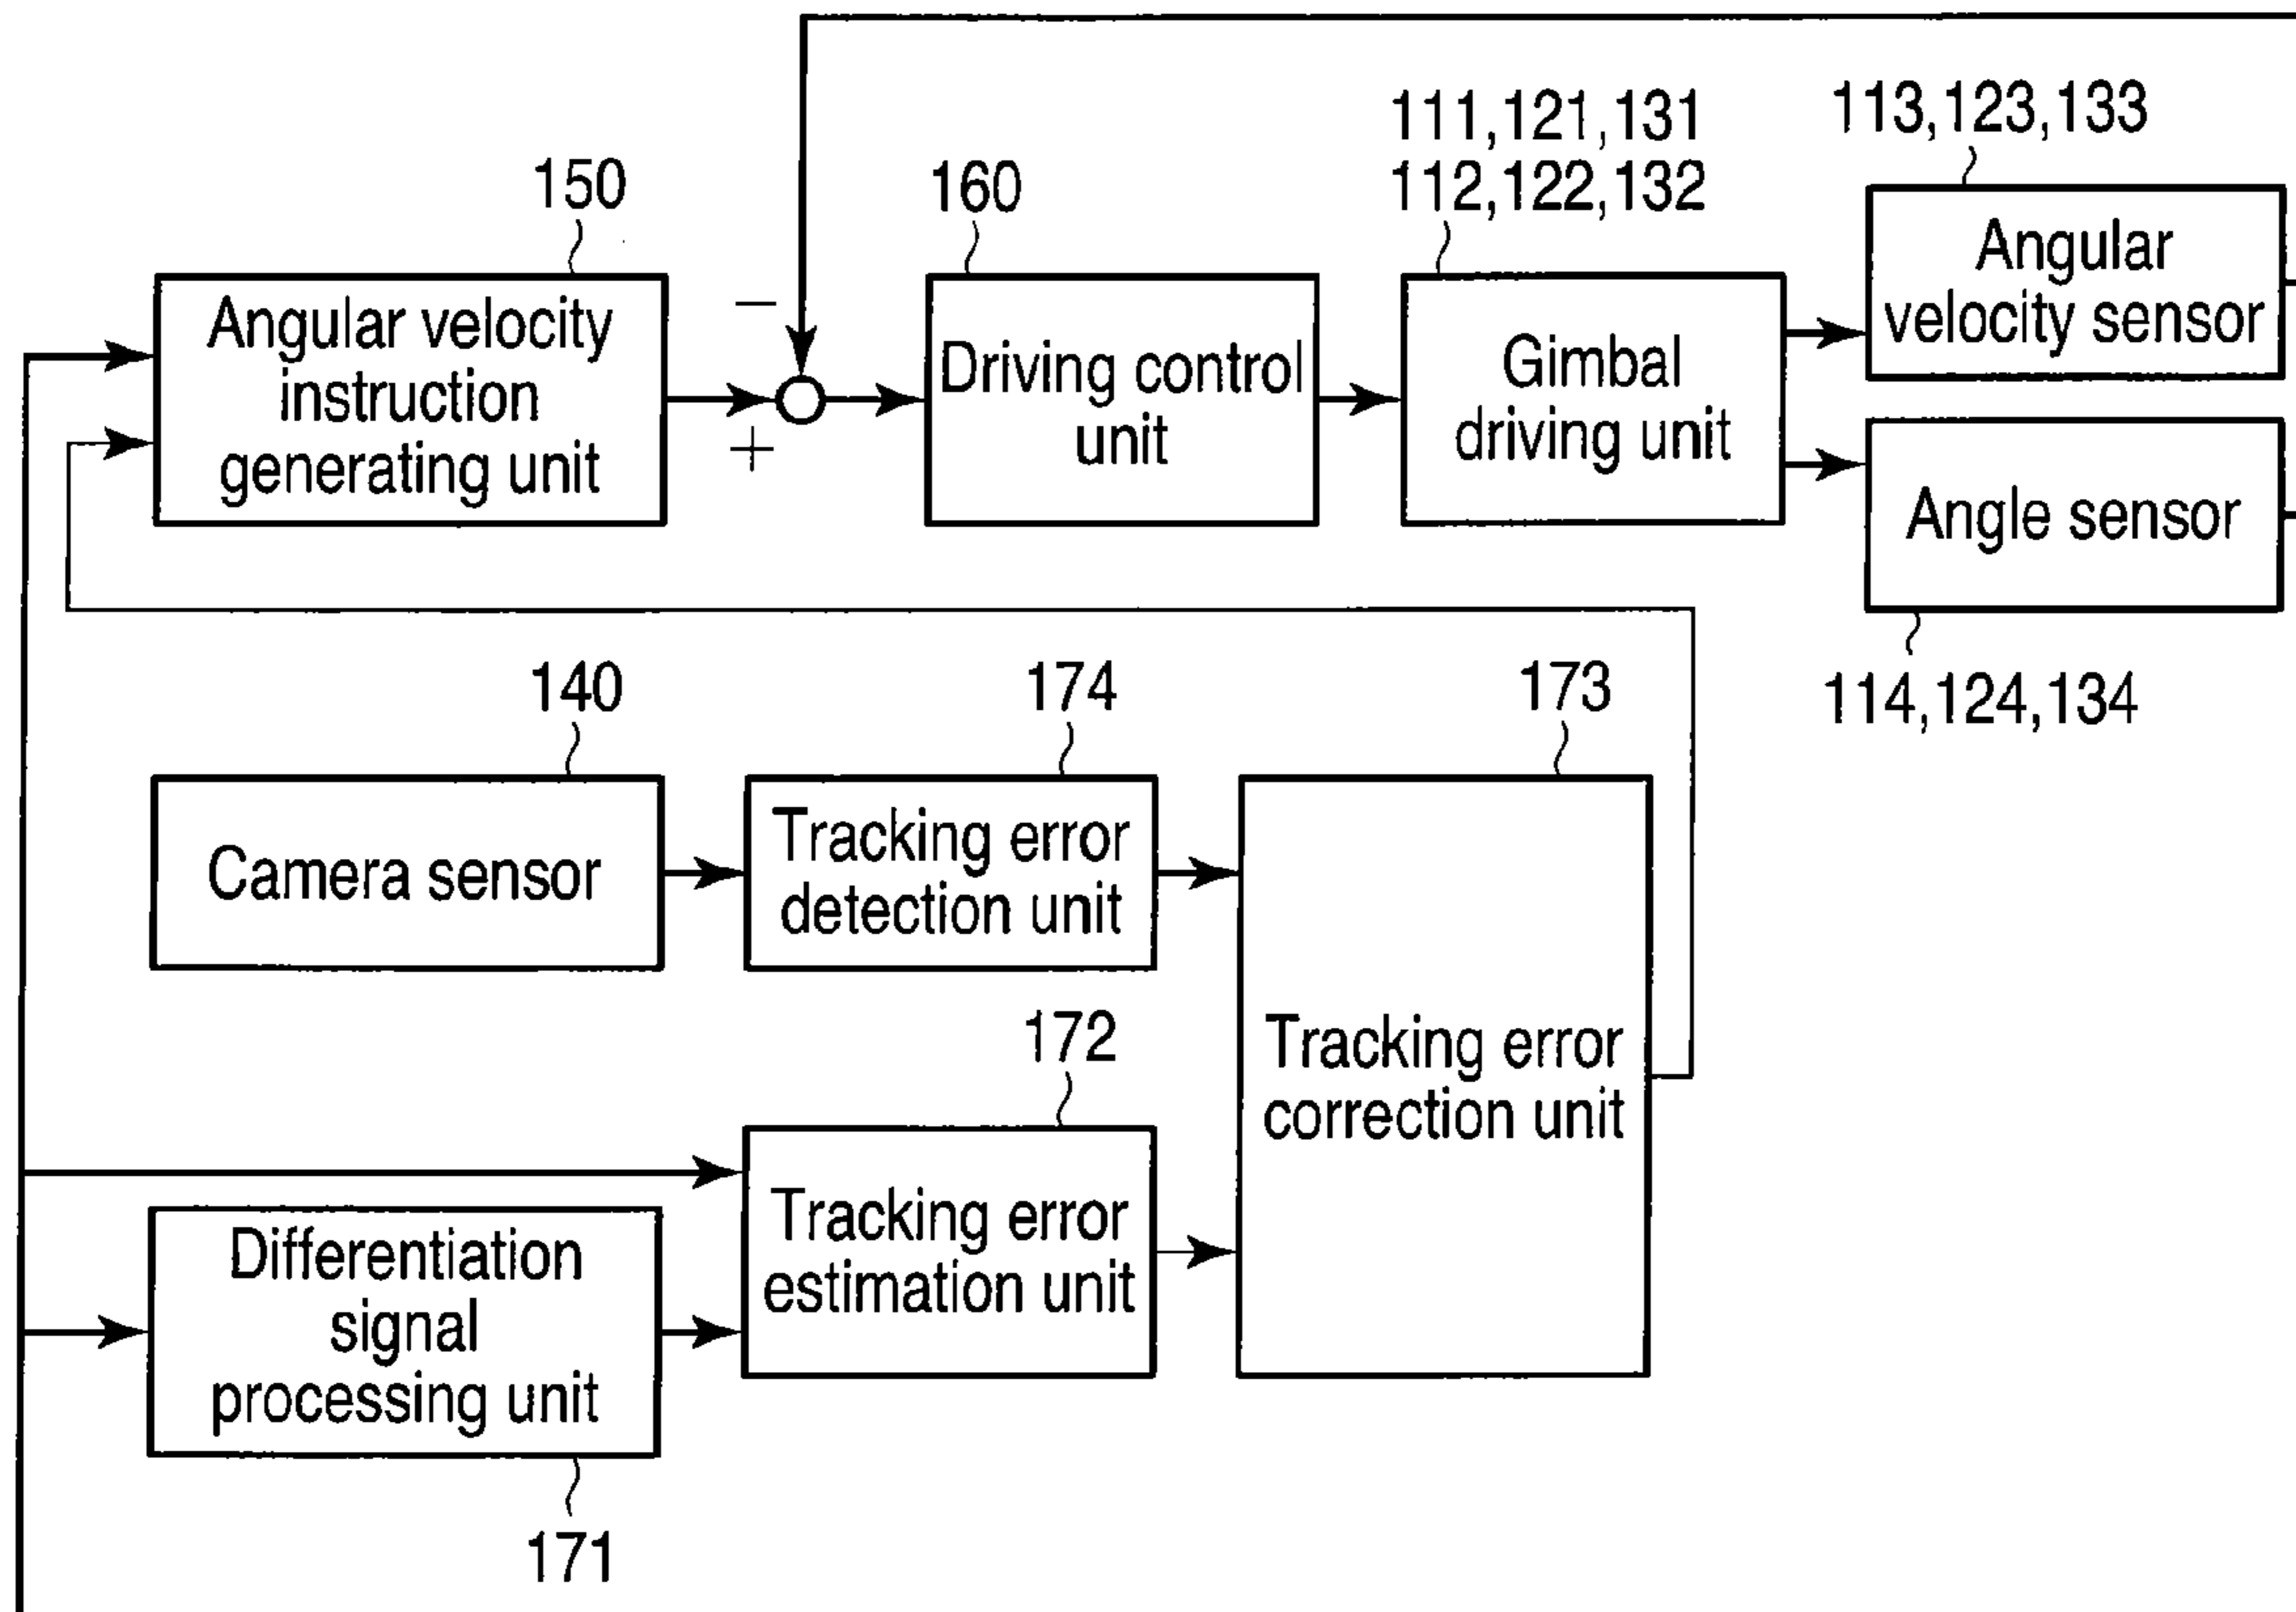 113,123,133
111,121,131
112,122,132
150
160
Angular
velocity sensor
Angular velocity
instruction
generating unit
−
+
Driving control
unit
Gimbal
driving unit
Angle sensor
114,124,134
140
174
173
Camera sensor
Tracking error
detection unit
172
Tracking error
correction unit
Tracking error
estimation unit
Differentiation
signal
processing unit
171